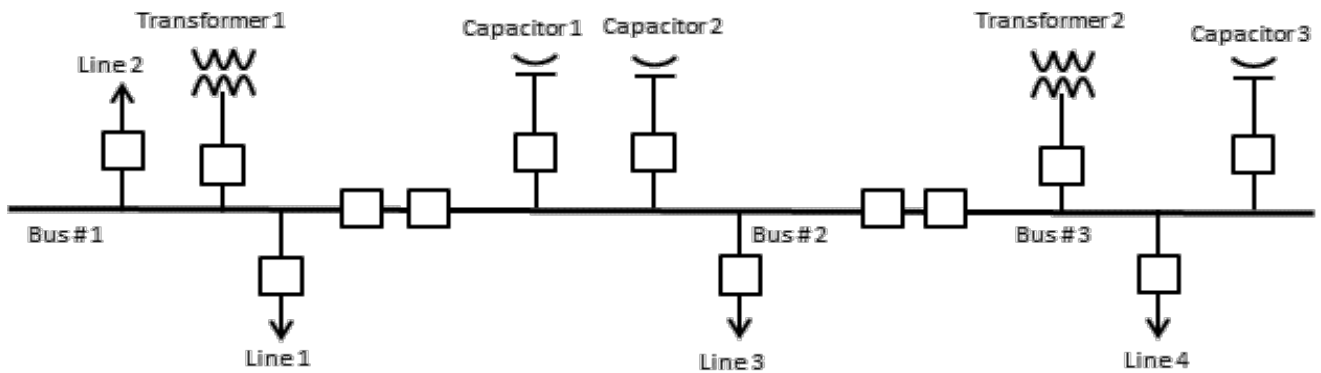 Transformer 1
Capacitor 1
Capacitor 2
Transformer 2
Capacitor 3
Line 2
Bus # 1
Bus # 2
Bus # 3
Line 1
Line 3
Line 4